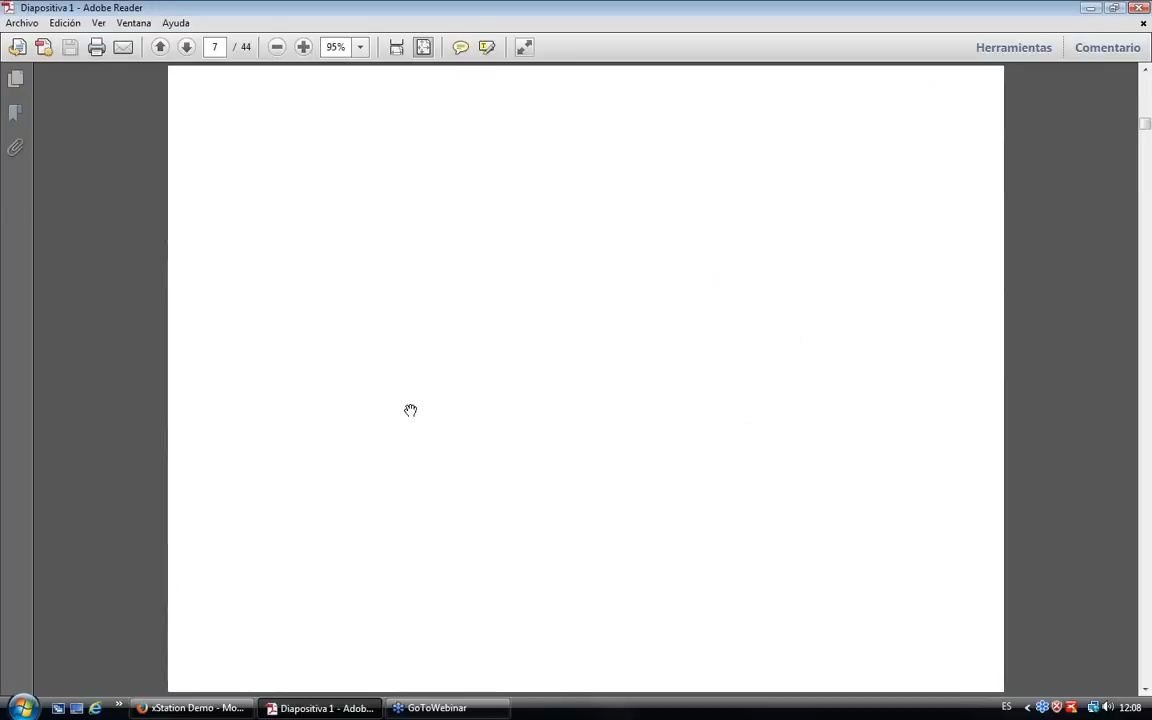 Diapositiva 1 - Adobe Reader
Archivo Edición Ver Ventana Ayuda
7 / 44 95% Herramientas Comentario
xStation Demo - Mo... Diapositiva 1 - Adob... GoToWebinar ES 12:08